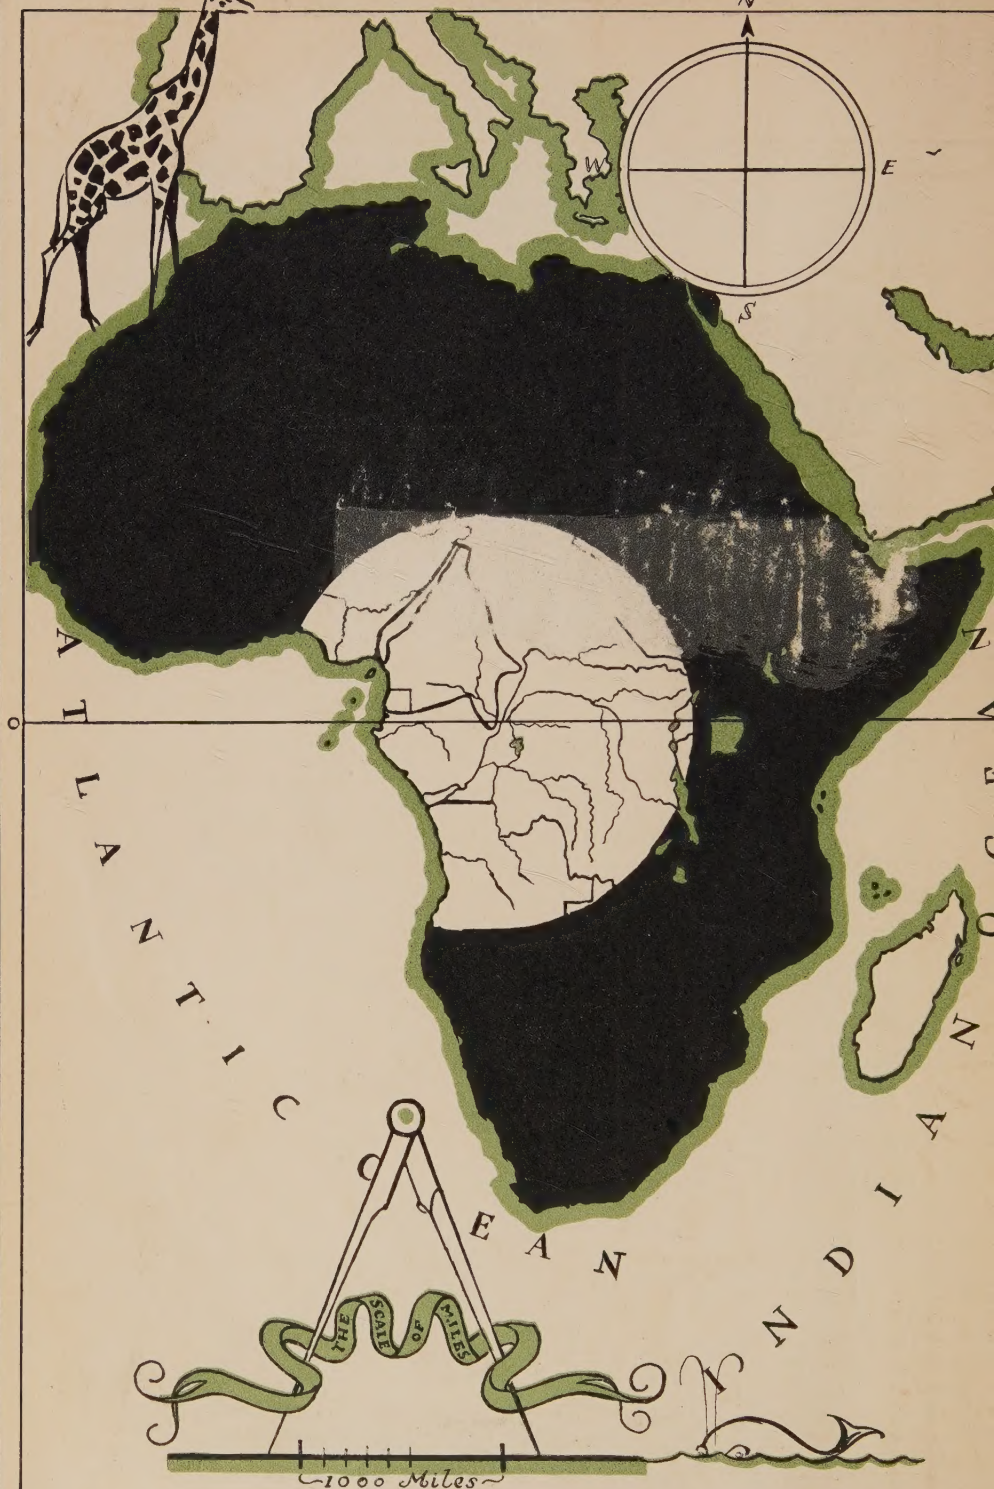 N
W
E
S
0
ATLANTIC OCEAN
INDIAN OCEAN
THE SCALE OF MILES
1000 Miles